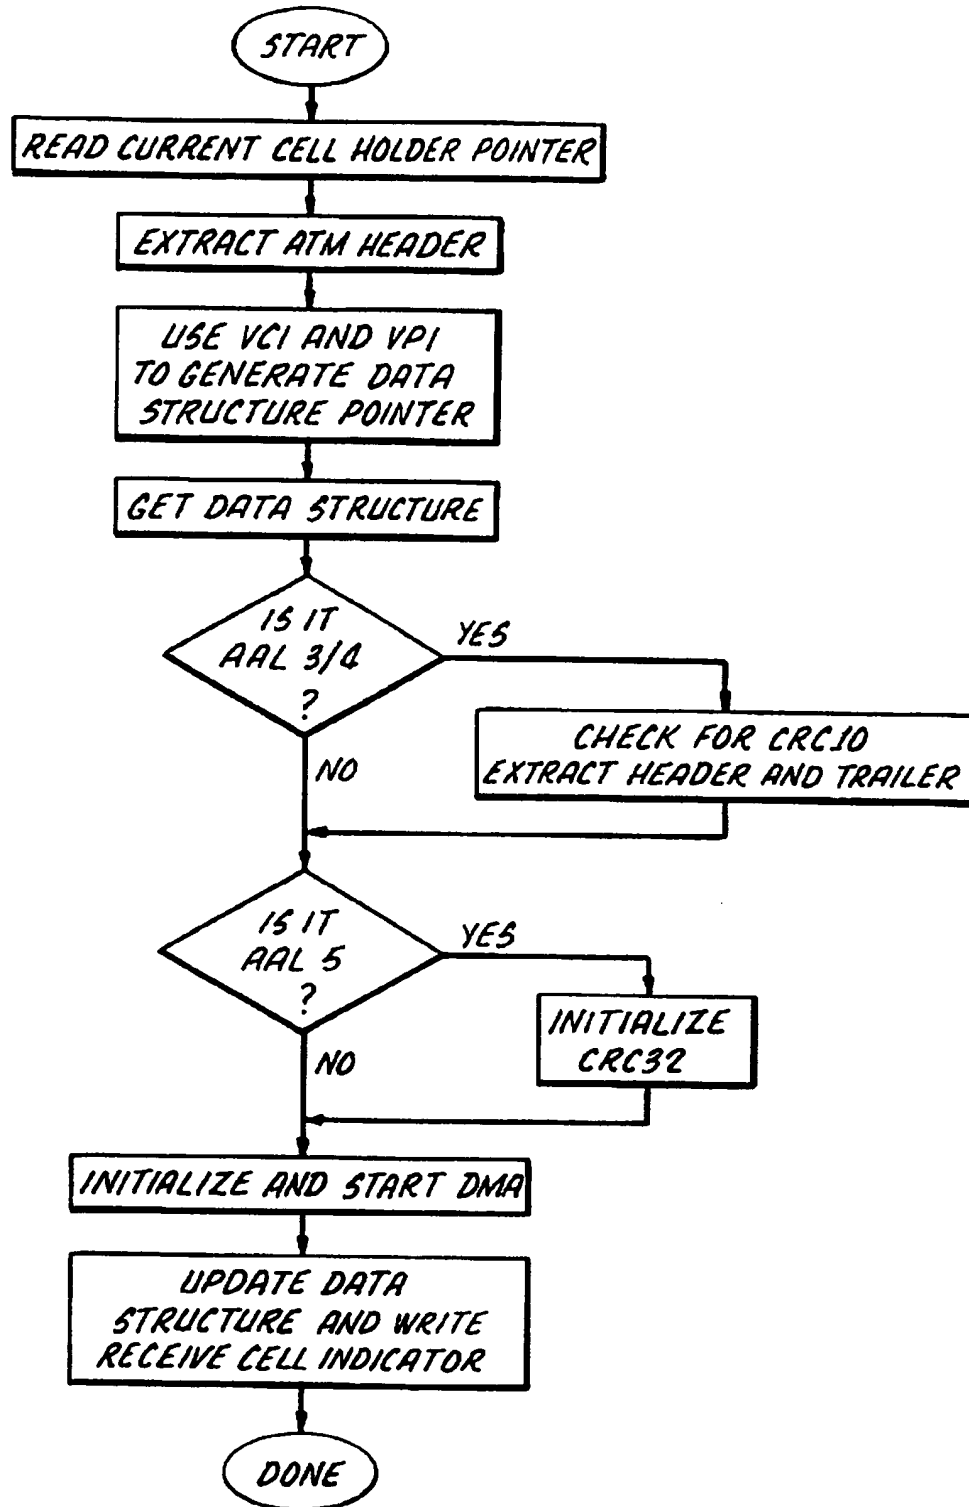 START
READ CURRENT CELL HOLDER POINTER
EXTRACT ATM HEADER
USE VCI AND VPI
TO GENERATE DATA
STRUCTURE POINTER
GET DATA STRUCTURE
IS IT
AAL 3/4
?
YES
CHECK FOR CRC10
EXTRACT HEADER AND TRAILER
NO
IS IT
AAL 5
?
YES
INITIALIZE
CRC32
NO
INITIALIZE AND START DMA
UPDATE DATA
STRUCTURE AND WRITE
RECEIVE CELL INDICATOR
DONE